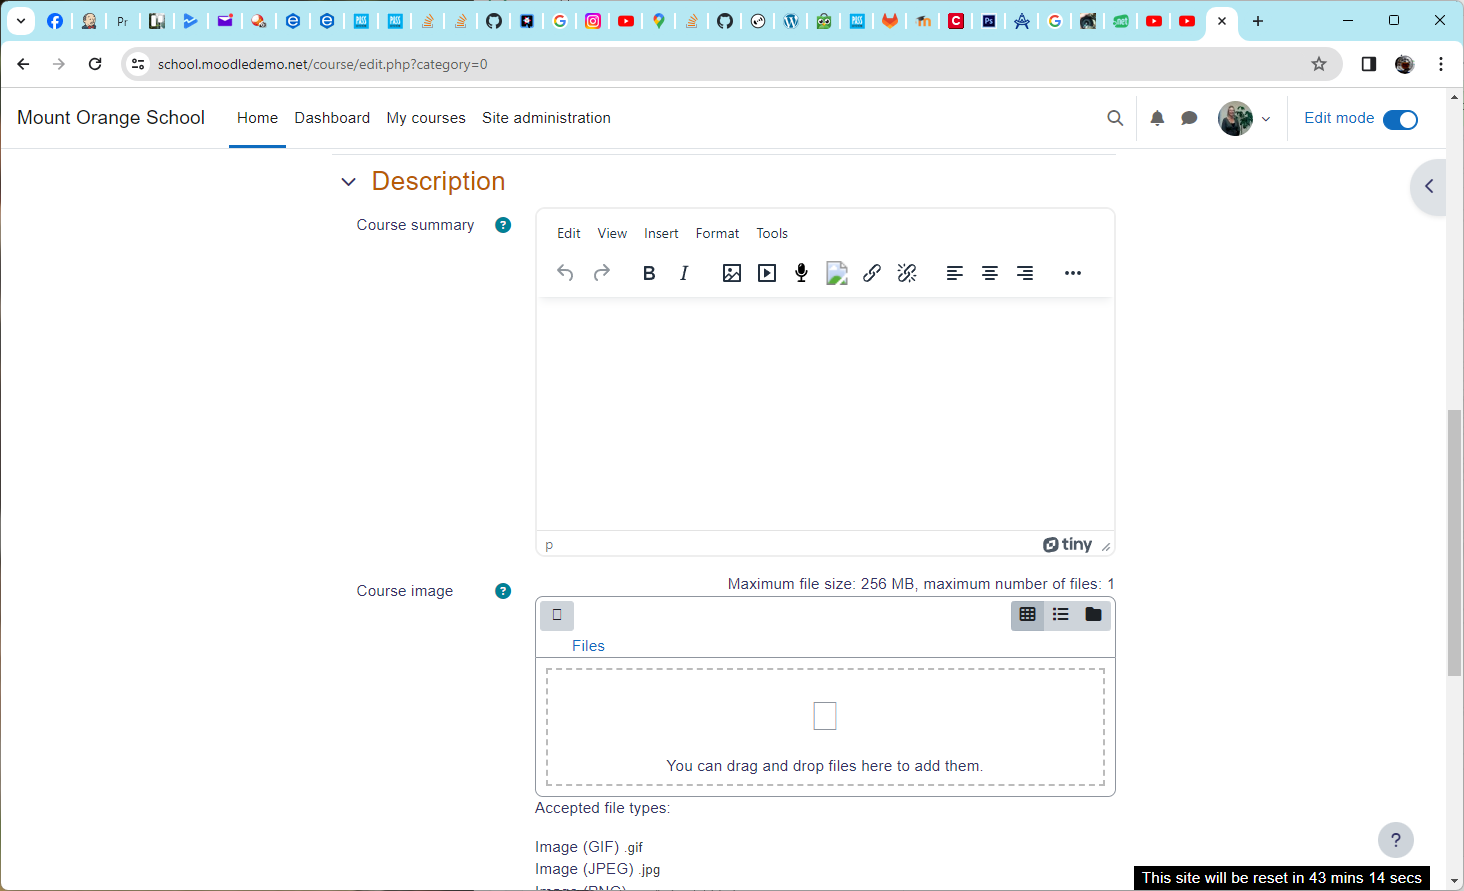 Pr
school.moodledemo.net/course/edit.php?category=0
Mount Orange School
Home
Dashboard
My courses
Site administration
Edit mode
Description
Course summary
?
Edit
View
Insert
Format
Tools
B
I
p
tiny
Course image
?
Maximum file size: 256 MB, maximum number of files: 1
Files
You can drag and drop files here to add them.
Accepted file types:
Image (GIF) .gif
Image (JPEG) .jpg
Image (PNG)
?
This site will be reset in 43 mins 14 secs